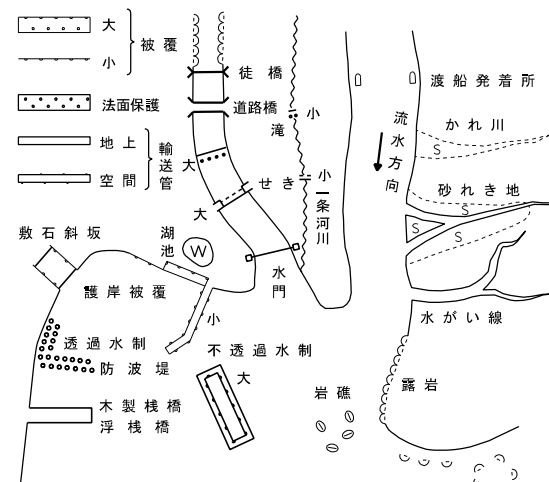 大
被覆
小
法面保護
地上
輸送管
空間
徒橋
道路橋
大
滝
小
せき
大
小
一条河川
流水方向
渡船発着所
かれ川
S
砂れき地
S
S
S
敷石斜坂
湖池
W
水門
護岸被覆
小
水がい線
透過水制
不透過水制
防波堤
大
露岩
岩礁
木製桟橋
浮桟橋